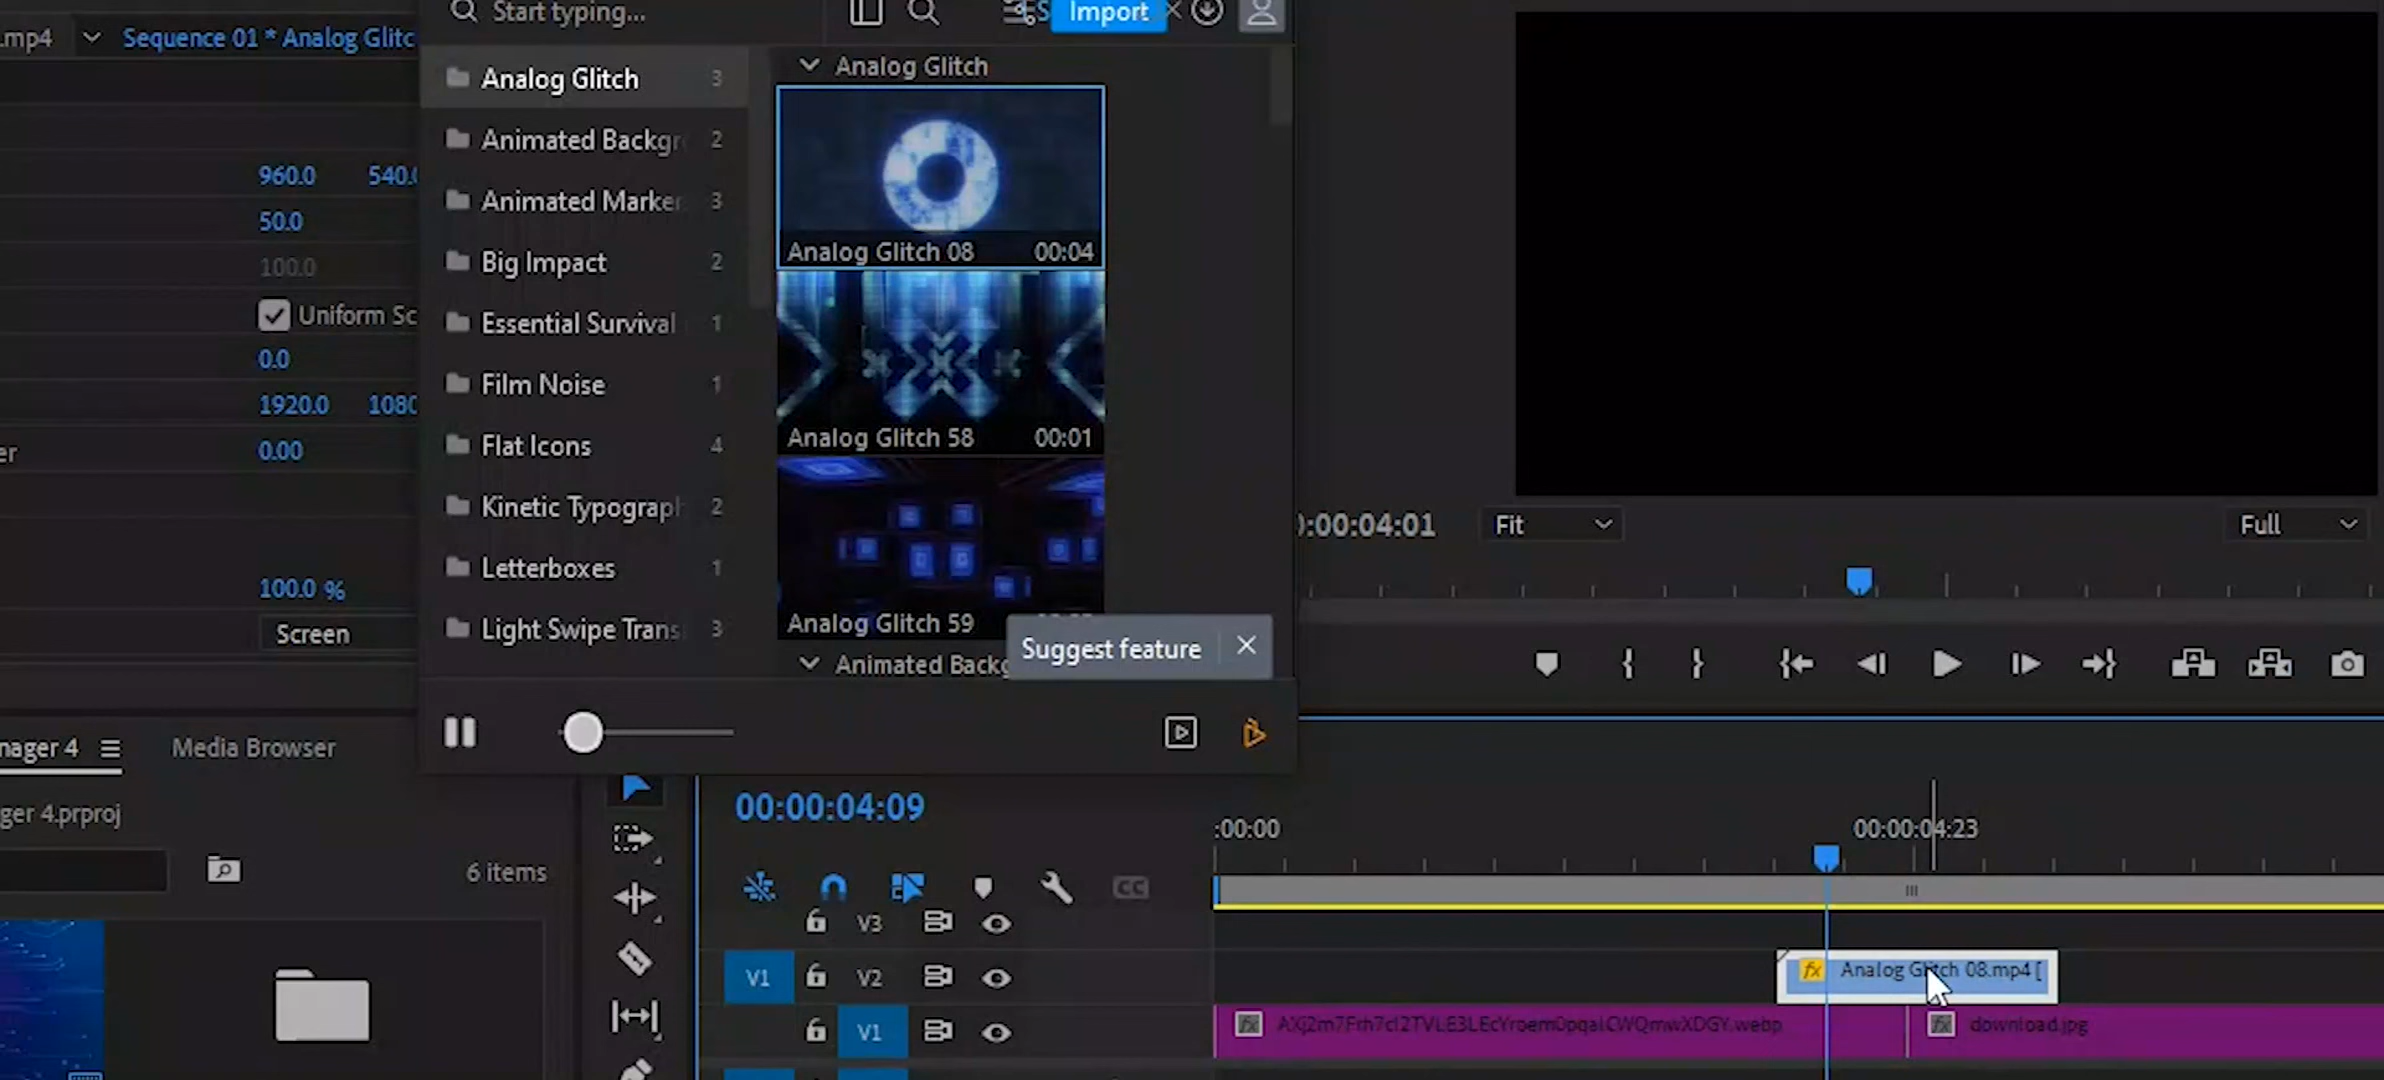 Start typing...
Import
.mp4
Sequence 01 * Analog Glitc
Analog Glitch 3
Animated Backgr 2
Animated Marker 3
Big Impact 2
Essential Survival 1
Film Noise 1
Flat Icons 4
Kinetic Typograph 2
Letterboxes 1
Light Swipe Trans 3
Analog Glitch
Analog Glitch 08 00:04
Analog Glitch 58 00:01
Analog Glitch 59
Animated Backg
Suggest feature
960.0 540.0
50.0
100.0
Uniform Sc
0.0
1920.0 1080
er 0.00
100.0 %
Screen
:00:04:01
Fit
Full
nager 4
Media Browser
ger 4.prproj
6 items
00:00:04:09
:00:00
00:00:04:23
CC
V3
V1 V2
Analog Glitch 08.mp4 [
V1
download.jpg